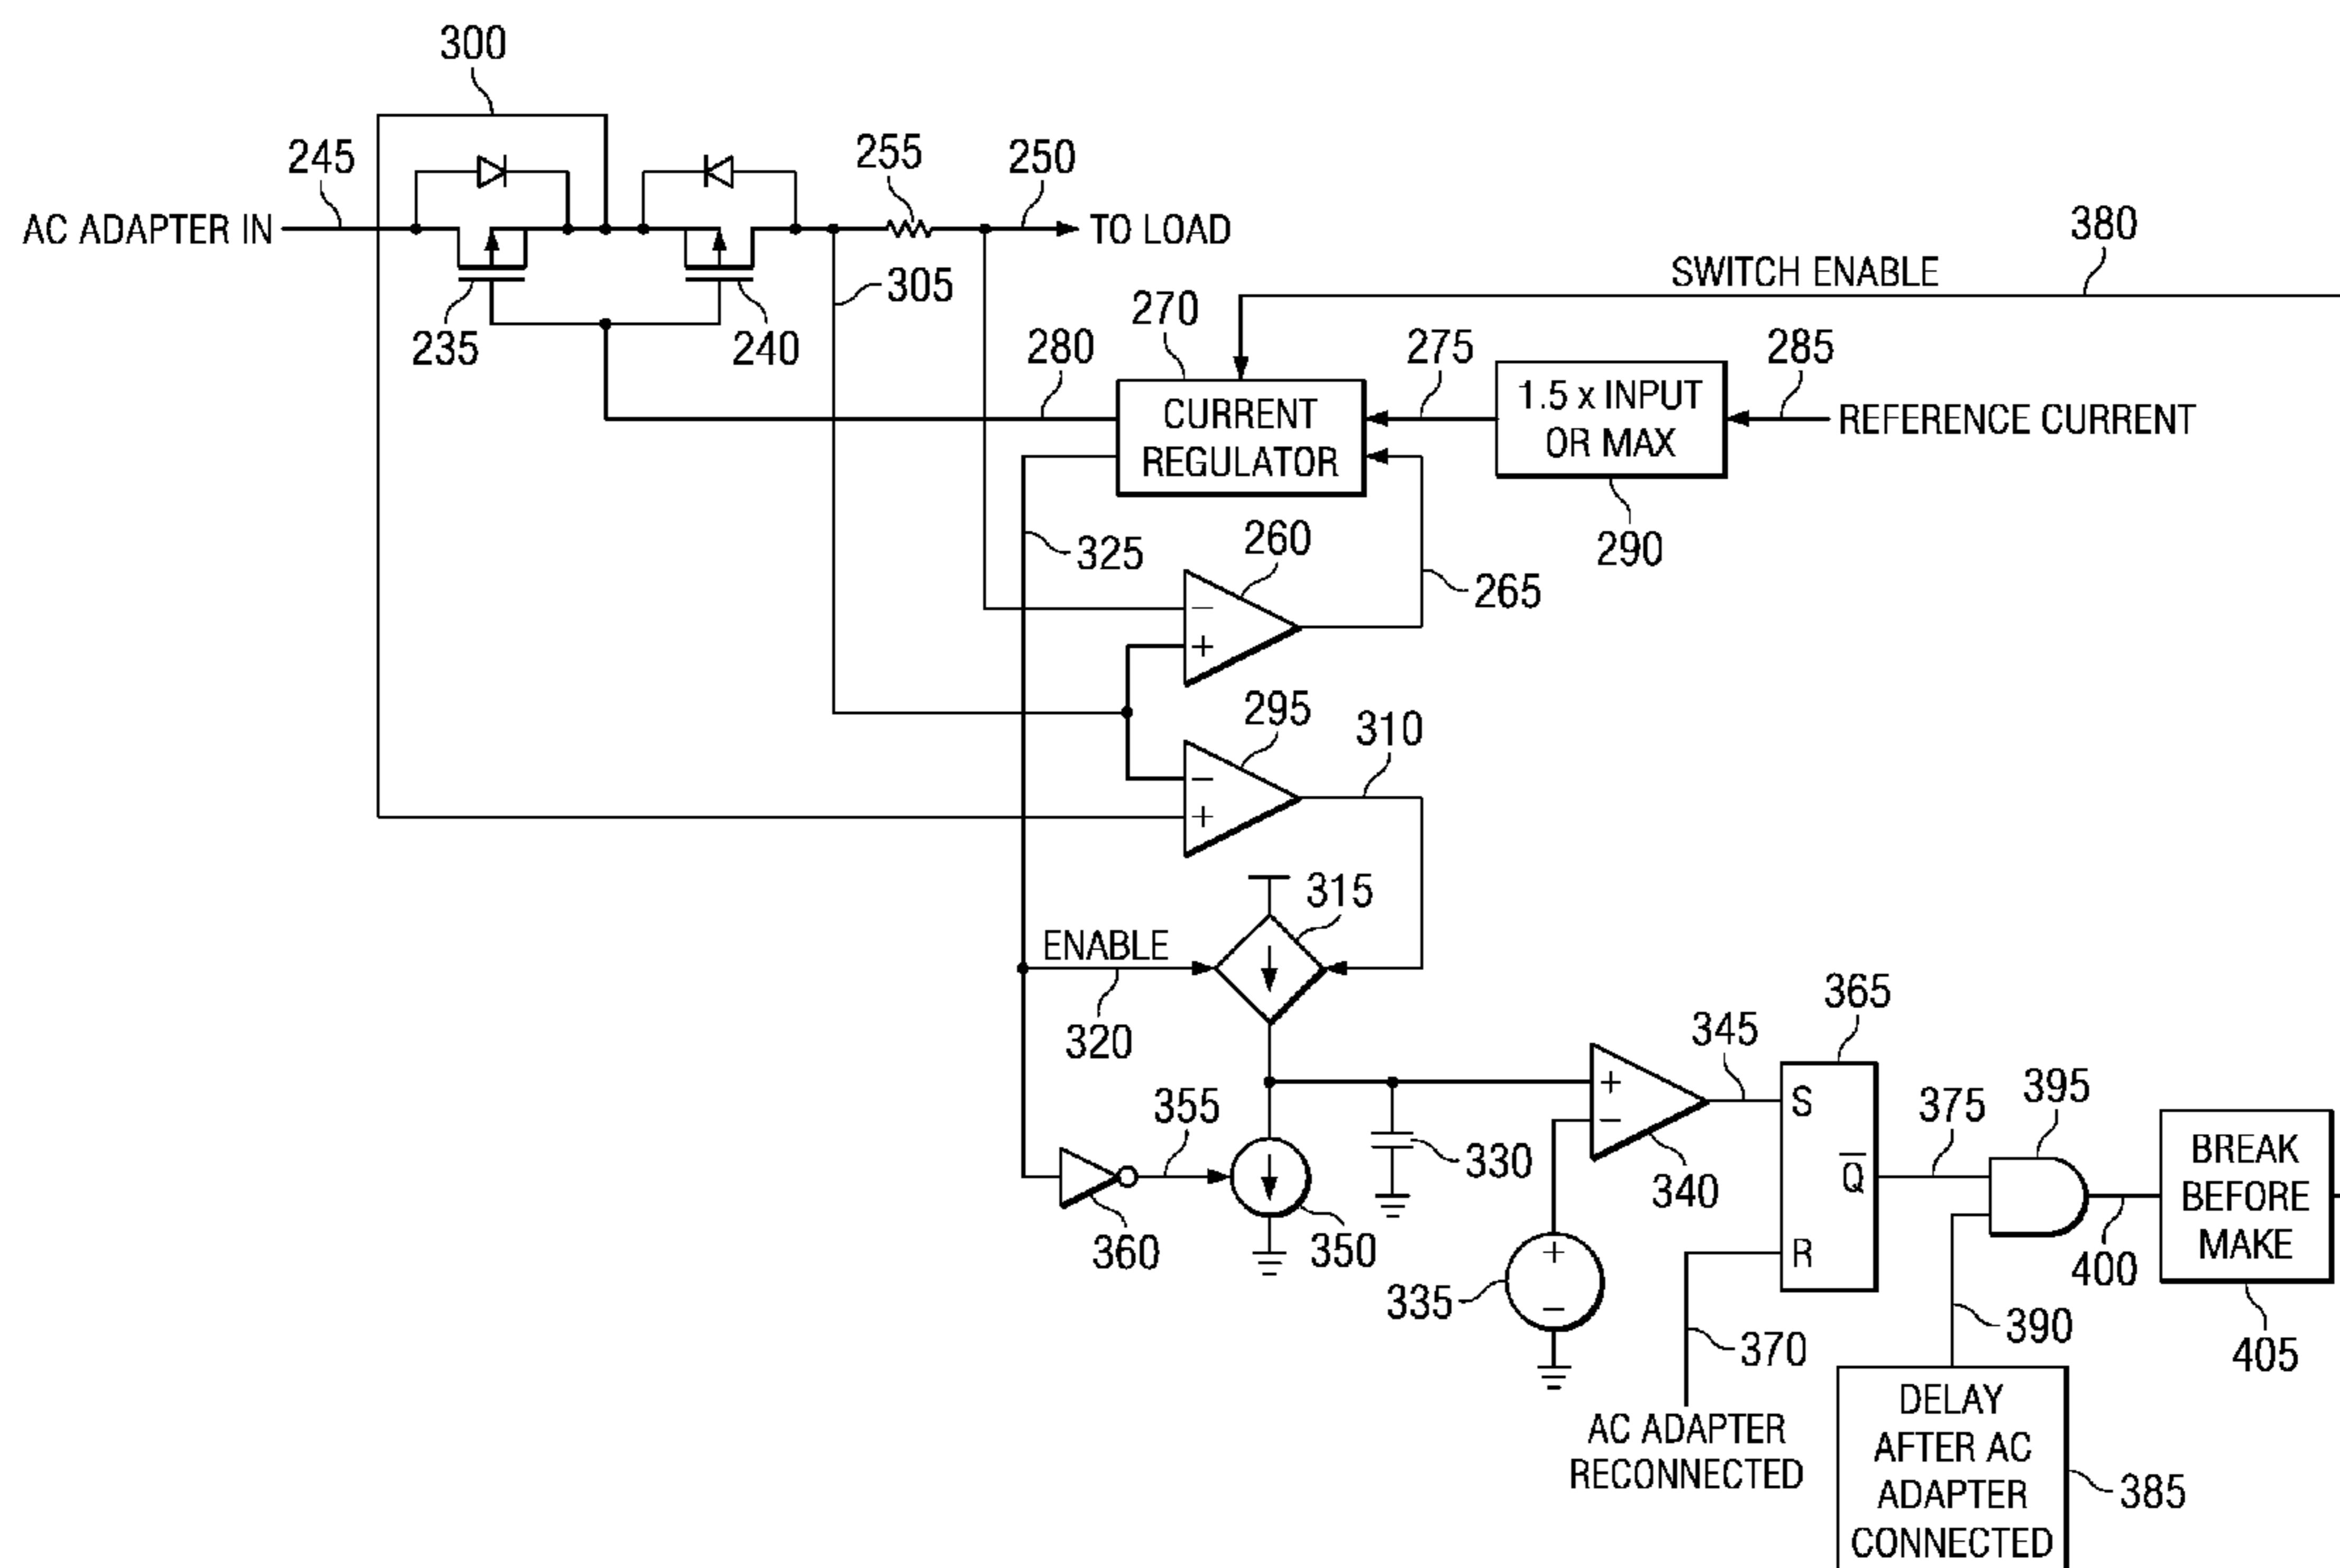 300
245
255
250
AC ADAPTER IN
TO LOAD
380
SWITCH ENABLE
305
270
235
240
280
275
285
CURRENT
REGULATOR
1.5 x INPUT
OR MAX
REFERENCE CURRENT
325
260
290
265
−
+
295
310
−
+
315
ENABLE
320
365
345
355
+
−
S
375
395
330
340
Q
BREAK
BEFORE
MAKE
360
350
335
+
−
R
400
390
370
405
AC ADAPTER
RECONNECTED
DELAY
AFTER AC
ADAPTER
CONNECTED
385